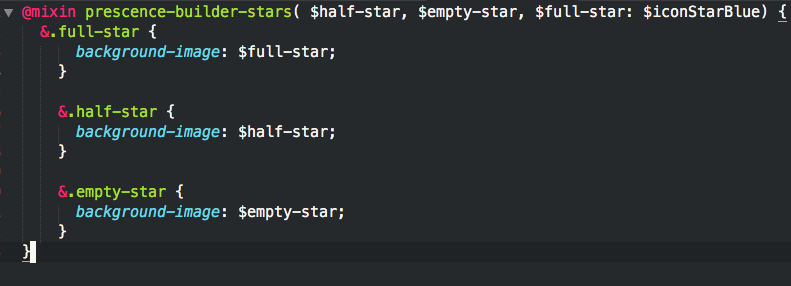 @mixin prescence-builder-stars( $half-star, $empty-star, $full-star: $iconStarBlue) {
&.full-star {
background-image: $full-star;
}
&.half-star {
background-image: $half-star;
}
&.empty-star {
background-image: $empty-star;
}
}